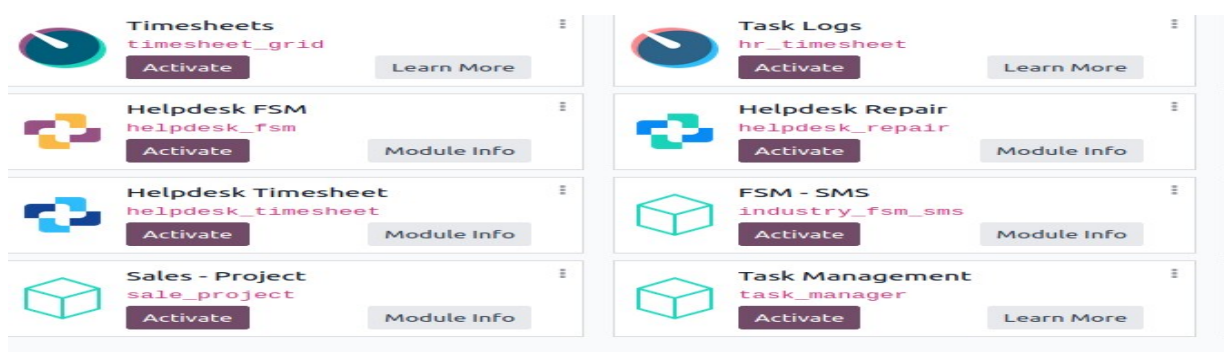 Timesheets
timesheet_grid
Activate Learn More
Task Logs
hr_timesheet
Activate Learn More
Helpdesk FSM
helpdesk_fsm
Activate Module Info
Helpdesk Repair
helpdesk_repair
Activate Module Info
Helpdesk Timesheet
helpdesk_timesheet
Activate Module Info
FSM - SMS
industry_fsm_sms
Activate Module Info
Sales - Project
sale_project
Activate Module Info
Task Management
task_manager
Activate Learn More